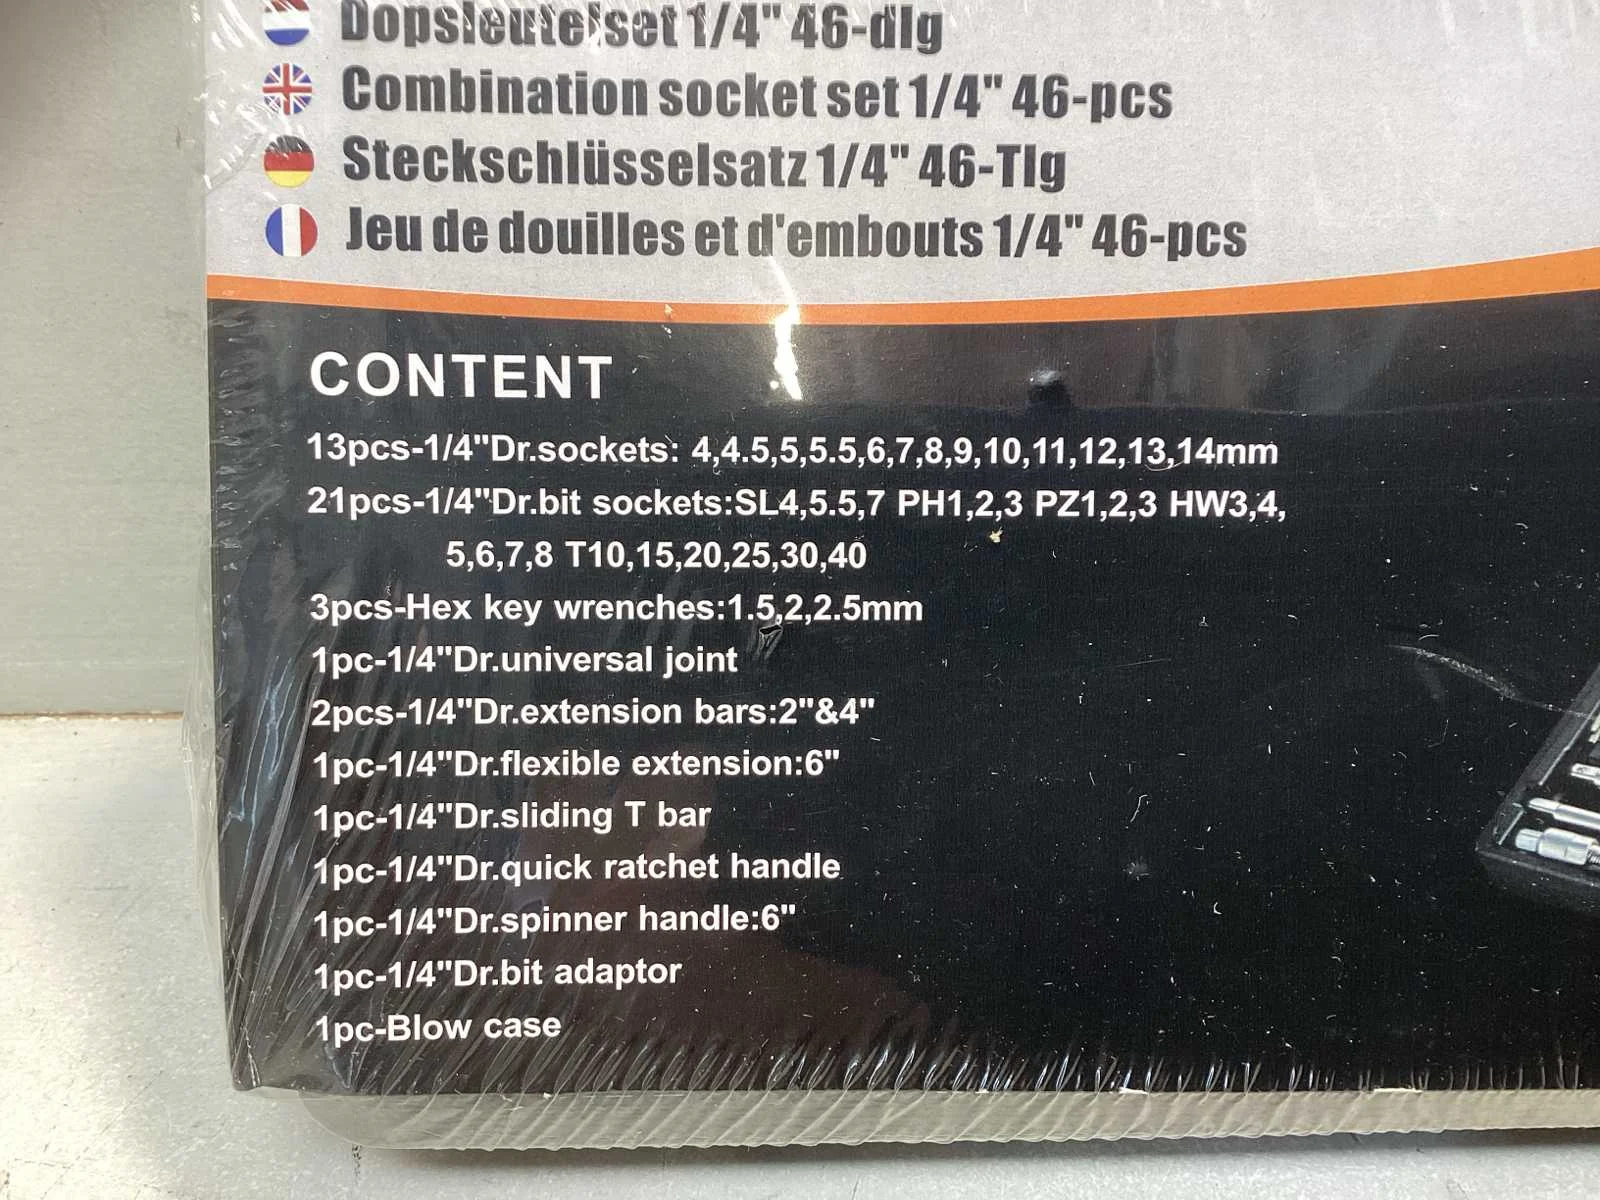 Dopsleutelset 1/4" 46-dlg
Combination socket set 1/4" 46-pcs
Steckschlüsselsatz 1/4" 46-Tlg
Jeu de douilles et d'embouts 1/4" 46-pcs
CONTENT
13pcs-1/4"Dr.sockets: 4,4.5,5,5.5,6,7,8,9,10,11,12,13,14mm
21pcs-1/4"Dr.bit sockets:SL4,5.5,7 PH1,2,3 PZ1,2,3 HW3,4,
5,6,7,8 T10,15,20,25,30,40
3pcs-Hex key wrenches:1.5,2,2.5mm
1pc-1/4"Dr.universal joint
2pcs-1/4"Dr.extension bars:2"&4"
1pc-1/4"Dr.flexible extension:6"
1pc-1/4"Dr.sliding T bar
1pc-1/4"Dr.quick ratchet handle
1pc-1/4"Dr.spinner handle:6"
1pc-1/4"Dr.bit adaptor
1pc-Blow case